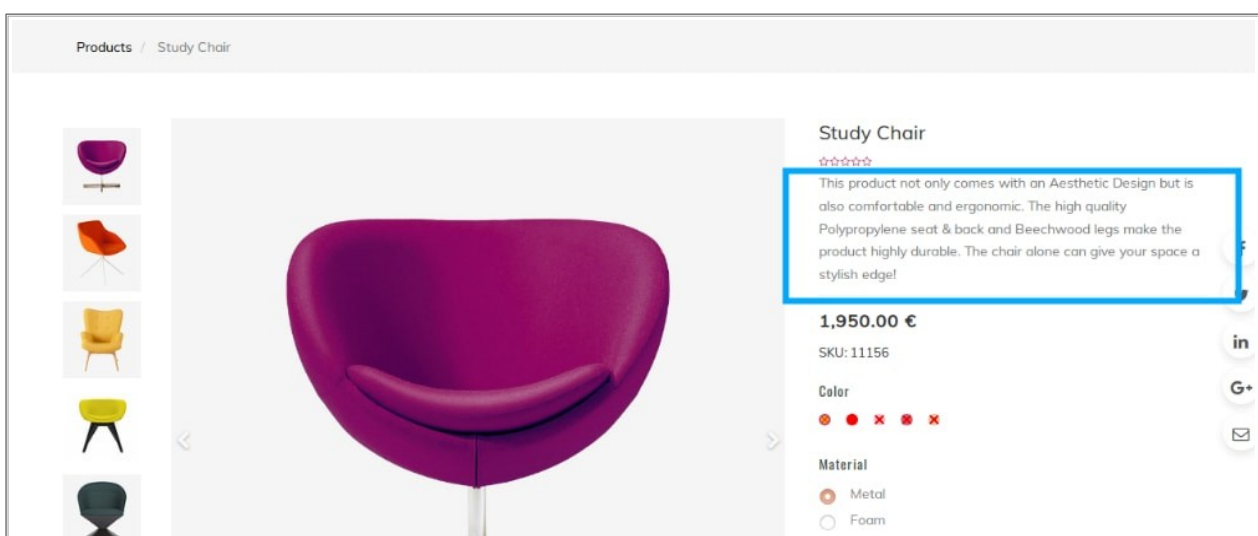 Products / Study Chair
Study Chair
This product not only comes with an Aesthetic Design but is
also comfortable and ergonomic. The high quality
Polypropylene seat & back and Beechwood legs make the
product highly durable. The chair alone can give your space a
stylish edge!
1,950.00 €
SKU: 11156
in
Color
G+
Material
Metal
Foam